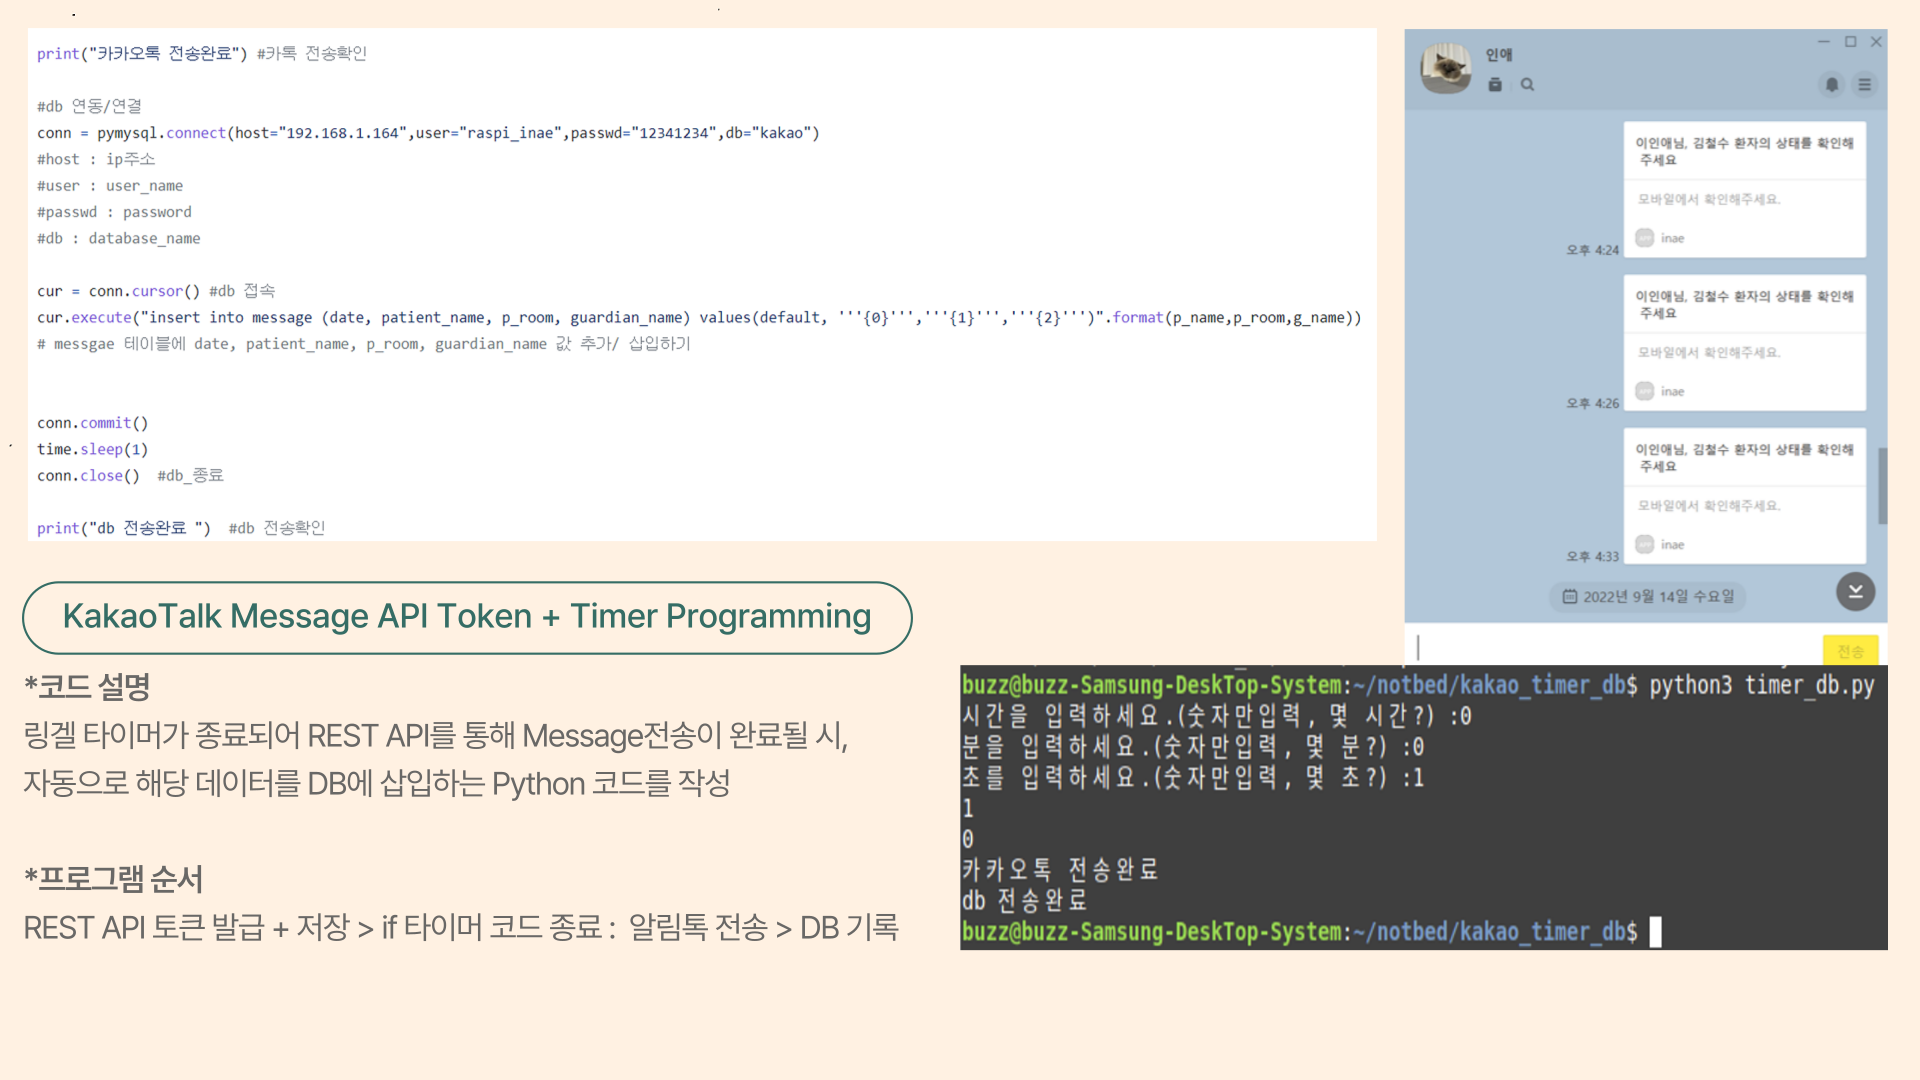 print("카카오톡 전송완료") #카톡 전송확인
#db 연동/연결
conn = pymysql.connect(host="192.168.1.164",user="raspi_inae",passwd="12341234",db="kakao")
#host : ip주소
#user : user_name
#passwd : password
#db : database_name
cur = conn.cursor() #db 접속
cur.execute("insert into message (date, patient_name, p_room, guardian_name) values(default, '''{0}''','''{1}''','''{2}''')".format(p_name,p_room,g_name))
# messgae 테이블에 date, patient_name, p_room, guardian_name 값 추가/ 삽입하기
conn.commit()
time.sleep(1)
conn.close()  #db_종료
print("db 전송완료 ")  #db 전송확인
인애
이인애님, 김철수 환자의 상태를 확인해
주세요
모바일에서 확인해주세요.
inae
오후 4:24
이인애님, 김철수 환자의 상태를 확인해
주세요
모바일에서 확인해주세요.
inae
오후 4:26
이인애님, 김철수 환자의 상태를 확인해
주세요
모바일에서 확인해주세요.
inae
오후 4:33
2022년 9월 14일 수요일
전송
KakaoTalk Message API Token + Timer Programming
*코드 설명
링겔 타이머가 종료되어 REST API를 통해 Message전송이 완료될 시,
자동으로 해당 데이터를 DB에 삽입하는 Python 코드를 작성
*프로그램 순서
REST API 토큰 발급 + 저장 > if 타이머 코드 종료 :  알림톡 전송 > DB 기록
buzz@buzz-Samsung-DeskTop-System:~/notbed/kakao_timer_db$ python3 timer_db.py
시간을 입력하세요.(숫자만입력, 몇 시간?) :0
분을 입력하세요.(숫자만입력, 몇 분?) :0
초를 입력하세요.(숫자만입력, 몇 초?) :1
1
0
카카오톡 전송완료
db 전송완료
buzz@buzz-Samsung-DeskTop-System:~/notbed/kakao_timer_db$